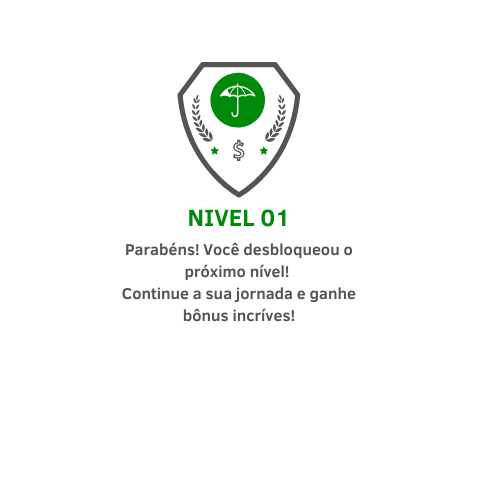 $
NIVEL 01
Parabéns! Você desbloqueou o
próximo nível!
Continue a sua jornada e ganhe
bônus incríves!